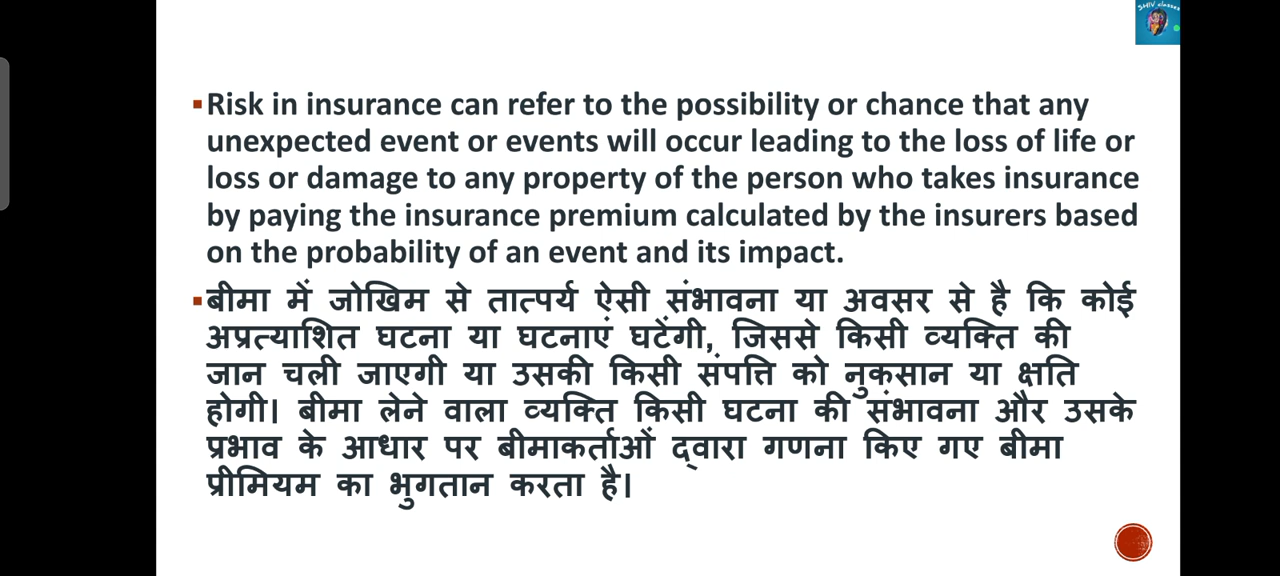 SHIV classes
Risk in insurance can refer to the possibility or chance that any
unexpected event or events will occur leading to the loss of life or
loss or damage to any property of the person who takes insurance
by paying the insurance premium calculated by the insurers based
on the probability of an event and its impact.
बीमा में जोखिम से तात्पर्य ऐसी संभावना या अवसर से है कि कोई
अप्रत्याशित घटना या घटनाएं घटेंगी, जिससे किसी व्यक्ति की
जान चली जाएगी या उसकी किसी संपत्ति को नुकसान या क्षति
होगी। बीमा लेने वाला व्यक्ति किसी घटना की संभावना और उसके
प्रभाव के आधार पर बीमाकर्ताओं द्वारा गणना किए गए बीमा
प्रीमियम का भुगतान करता है।